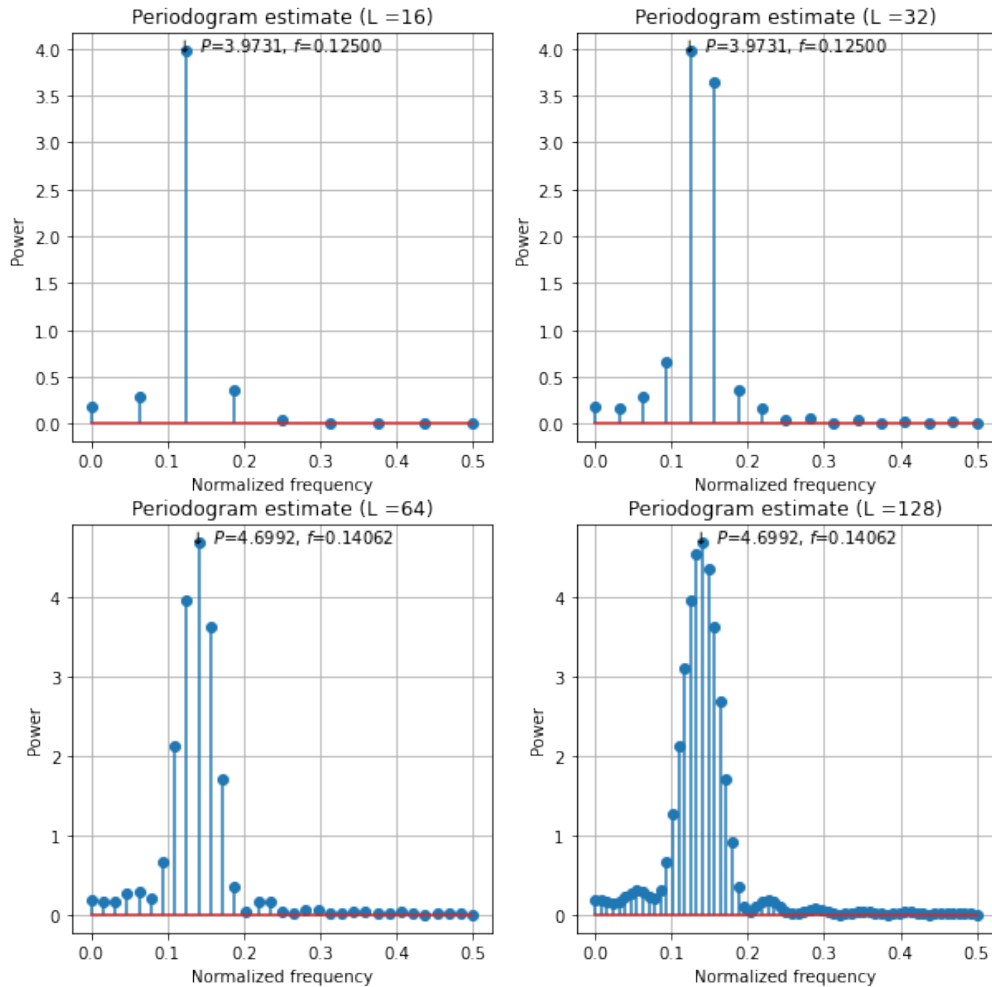 Periodogram estimate (L =16)
P=3.9731, f=0.12500
4.0
3.5
3.0
2.5
2.0
1.5
1.0
0.5
0.0
Power
0.0 0.1 0.2 0.3 0.4 0.5
Normalized frequency
Periodogram estimate (L =32)
P=3.9731, f=0.12500
4.0
3.5
3.0
2.5
2.0
1.5
1.0
0.5
0.0
Power
0.0 0.1 0.2 0.3 0.4 0.5
Normalized frequency
Periodogram estimate (L =64)
P=4.6992, f=0.14062
4
3
2
1
0
Power
0.0 0.1 0.2 0.3 0.4 0.5
Normalized frequency
Periodogram estimate (L =128)
P=4.6992, f=0.14062
4
3
2
1
0
Power
0.0 0.1 0.2 0.3 0.4 0.5
Normalized frequency